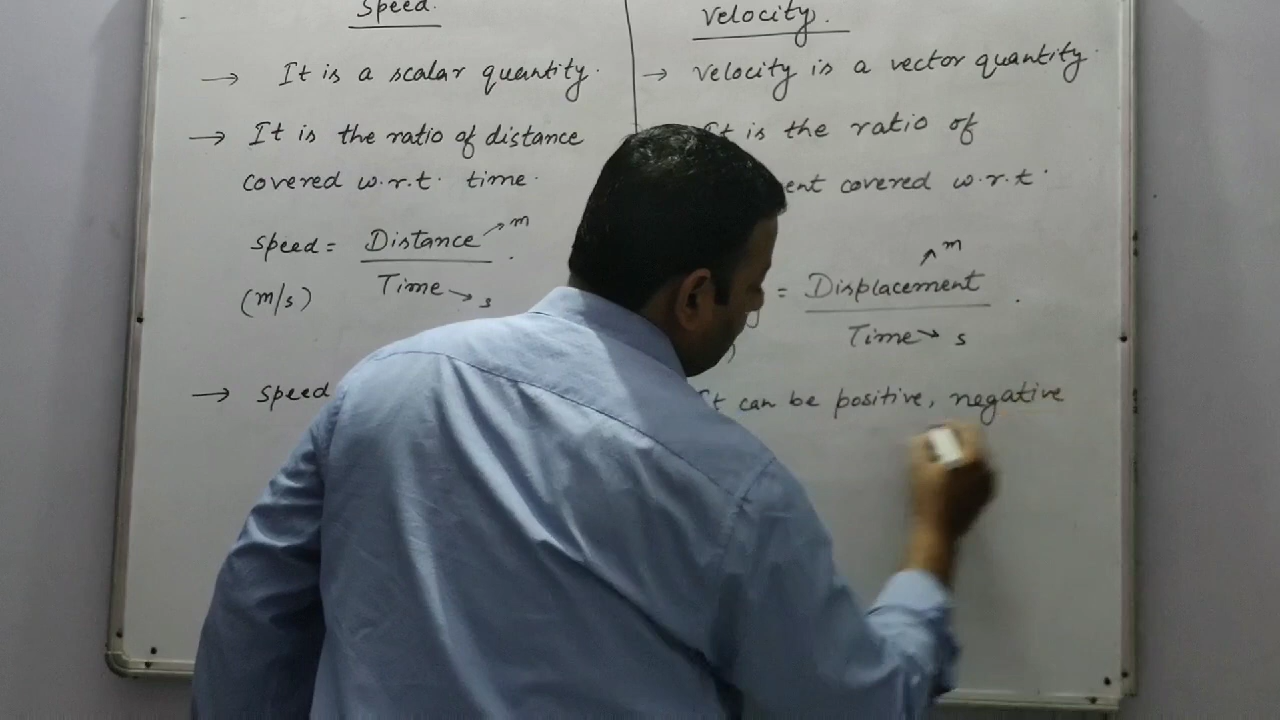 Speed.
→ It is a scalar quantity.
→ It is the ratio of distance
covered w.r.t. time.
speed = Distance → m
Time → s
(m/s)
→ speed
Velocity.
→ Velocity is a vector quantity.
It is the ratio of
covered w.r.t.
= Displacement → m
Time → s
It can be positive, negative